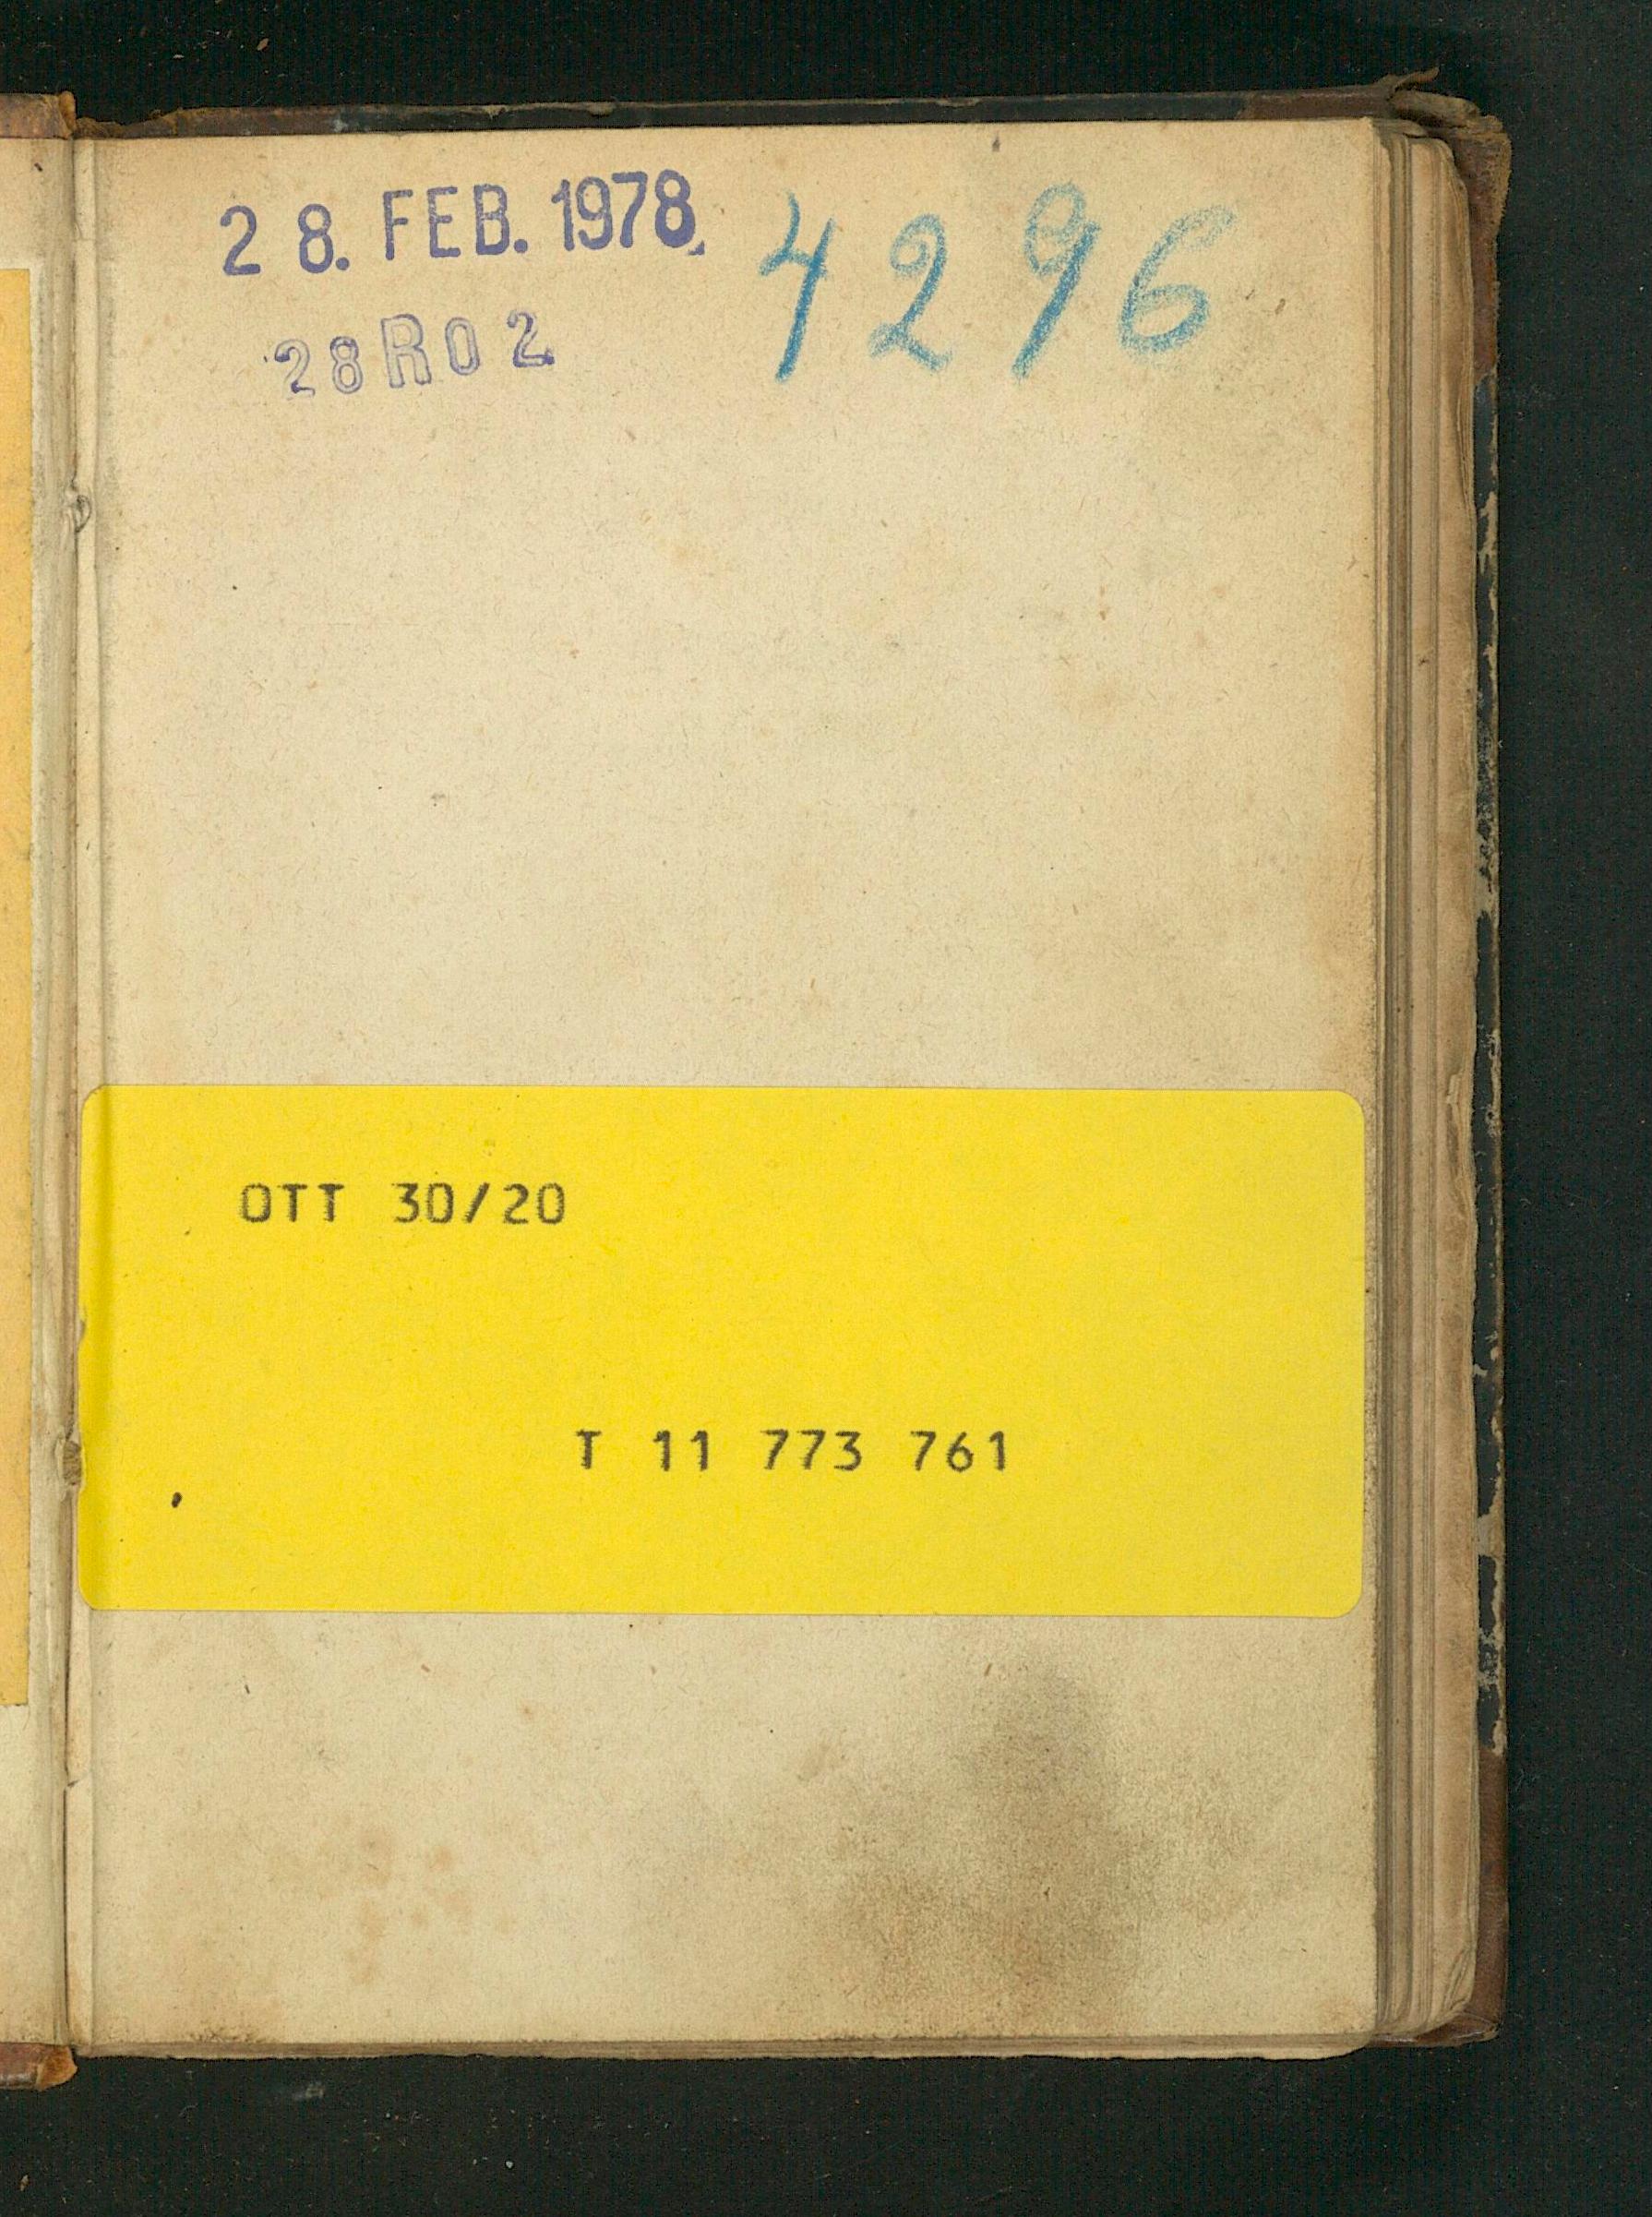 28. FEB. 1978. 4296
28R02
OTT 30/20
T 11 773 761